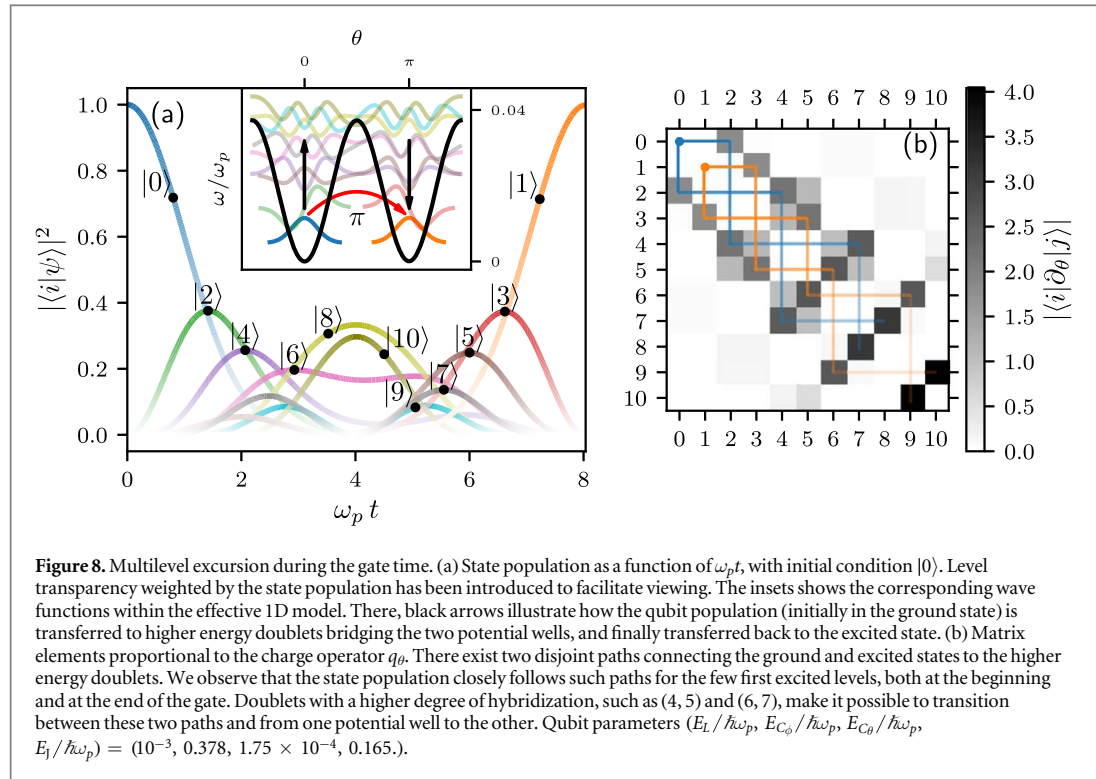 θ
0
π
(a)
1.0
0.8
0.6
0.4
0.2
0.0
|⟨i|ψ⟩|²
0
2
4
6
8
ω_p t
|0⟩
|1⟩
|2⟩
|3⟩
|4⟩
|5⟩
|6⟩
|7⟩
|8⟩
|9⟩
|10⟩
ω/ω_p
0.04
0
π
0 1 2 3 4 5 6 7 8 9 10
(b)
0
1
2
3
4
5
6
7
8
9
10
0 1 2 3 4 5 6 7 8 9 10
4.0
3.5
3.0
2.5
2.0
1.5
1.0
0.5
0.0
|⟨i|∂_θ|j⟩|
Figure 8. Multilevel excursion during the gate time. (a) State population as a function of ω_p t, with initial condition |0⟩. Level
transparency weighted by the state population has been introduced to facilitate viewing. The insets shows the corresponding wave
functions within the effective 1D model. There, black arrows illustrate how the qubit population (initially in the ground state) is
transferred to higher energy doublets bridging the two potential wells, and finally transferred back to the excited state. (b) Matrix
elements proportional to the charge operator q_θ. There exist two disjoint paths connecting the ground and excited states to the higher
energy doublets. We observe that the state population closely follows such paths for the few first excited levels, both at the beginning
and at the end of the gate. Doublets with a higher degree of hybridization, such as (4, 5) and (6, 7), make it possible to transition
between these two paths and from one potential well to the other. Qubit parameters (E_L/ℏω_p, E_{C_ϕ}/ℏω_p, E_{C_θ}/ℏω_p,
E_J/ℏω_p) = (10⁻³, 0.378, 1.75 × 10⁻⁴, 0.165.).